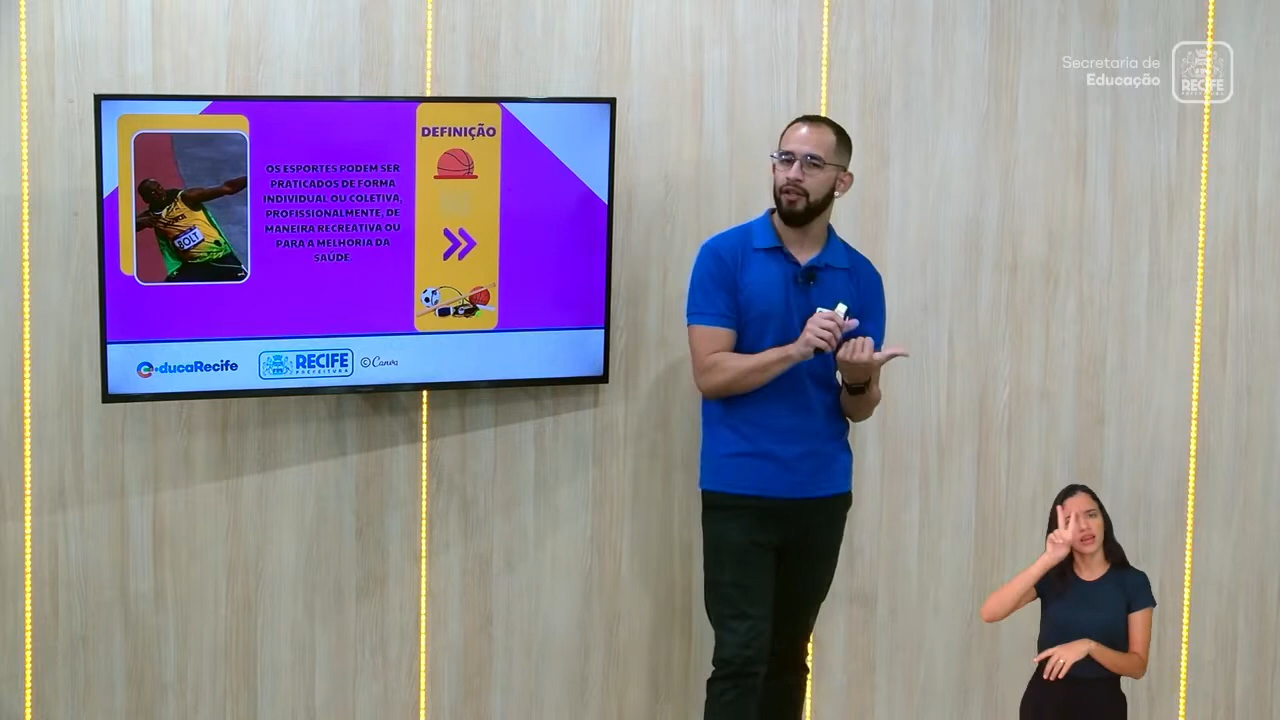 Secretaria de
Educação
RECIFE
PREFEITURA
DEFINIÇÃO
OS ESPORTES PODEM SER
PRATICADOS DE FORMA
INDIVIDUAL OU COLETIVA,
PROFISSIONALMENTE, DE
MANEIRA RECREATIVA OU
PARA A MELHORIA DA
SAÚDE.
BOLT
EducaRecife
RECIFE
PREFEITURA
© Canva